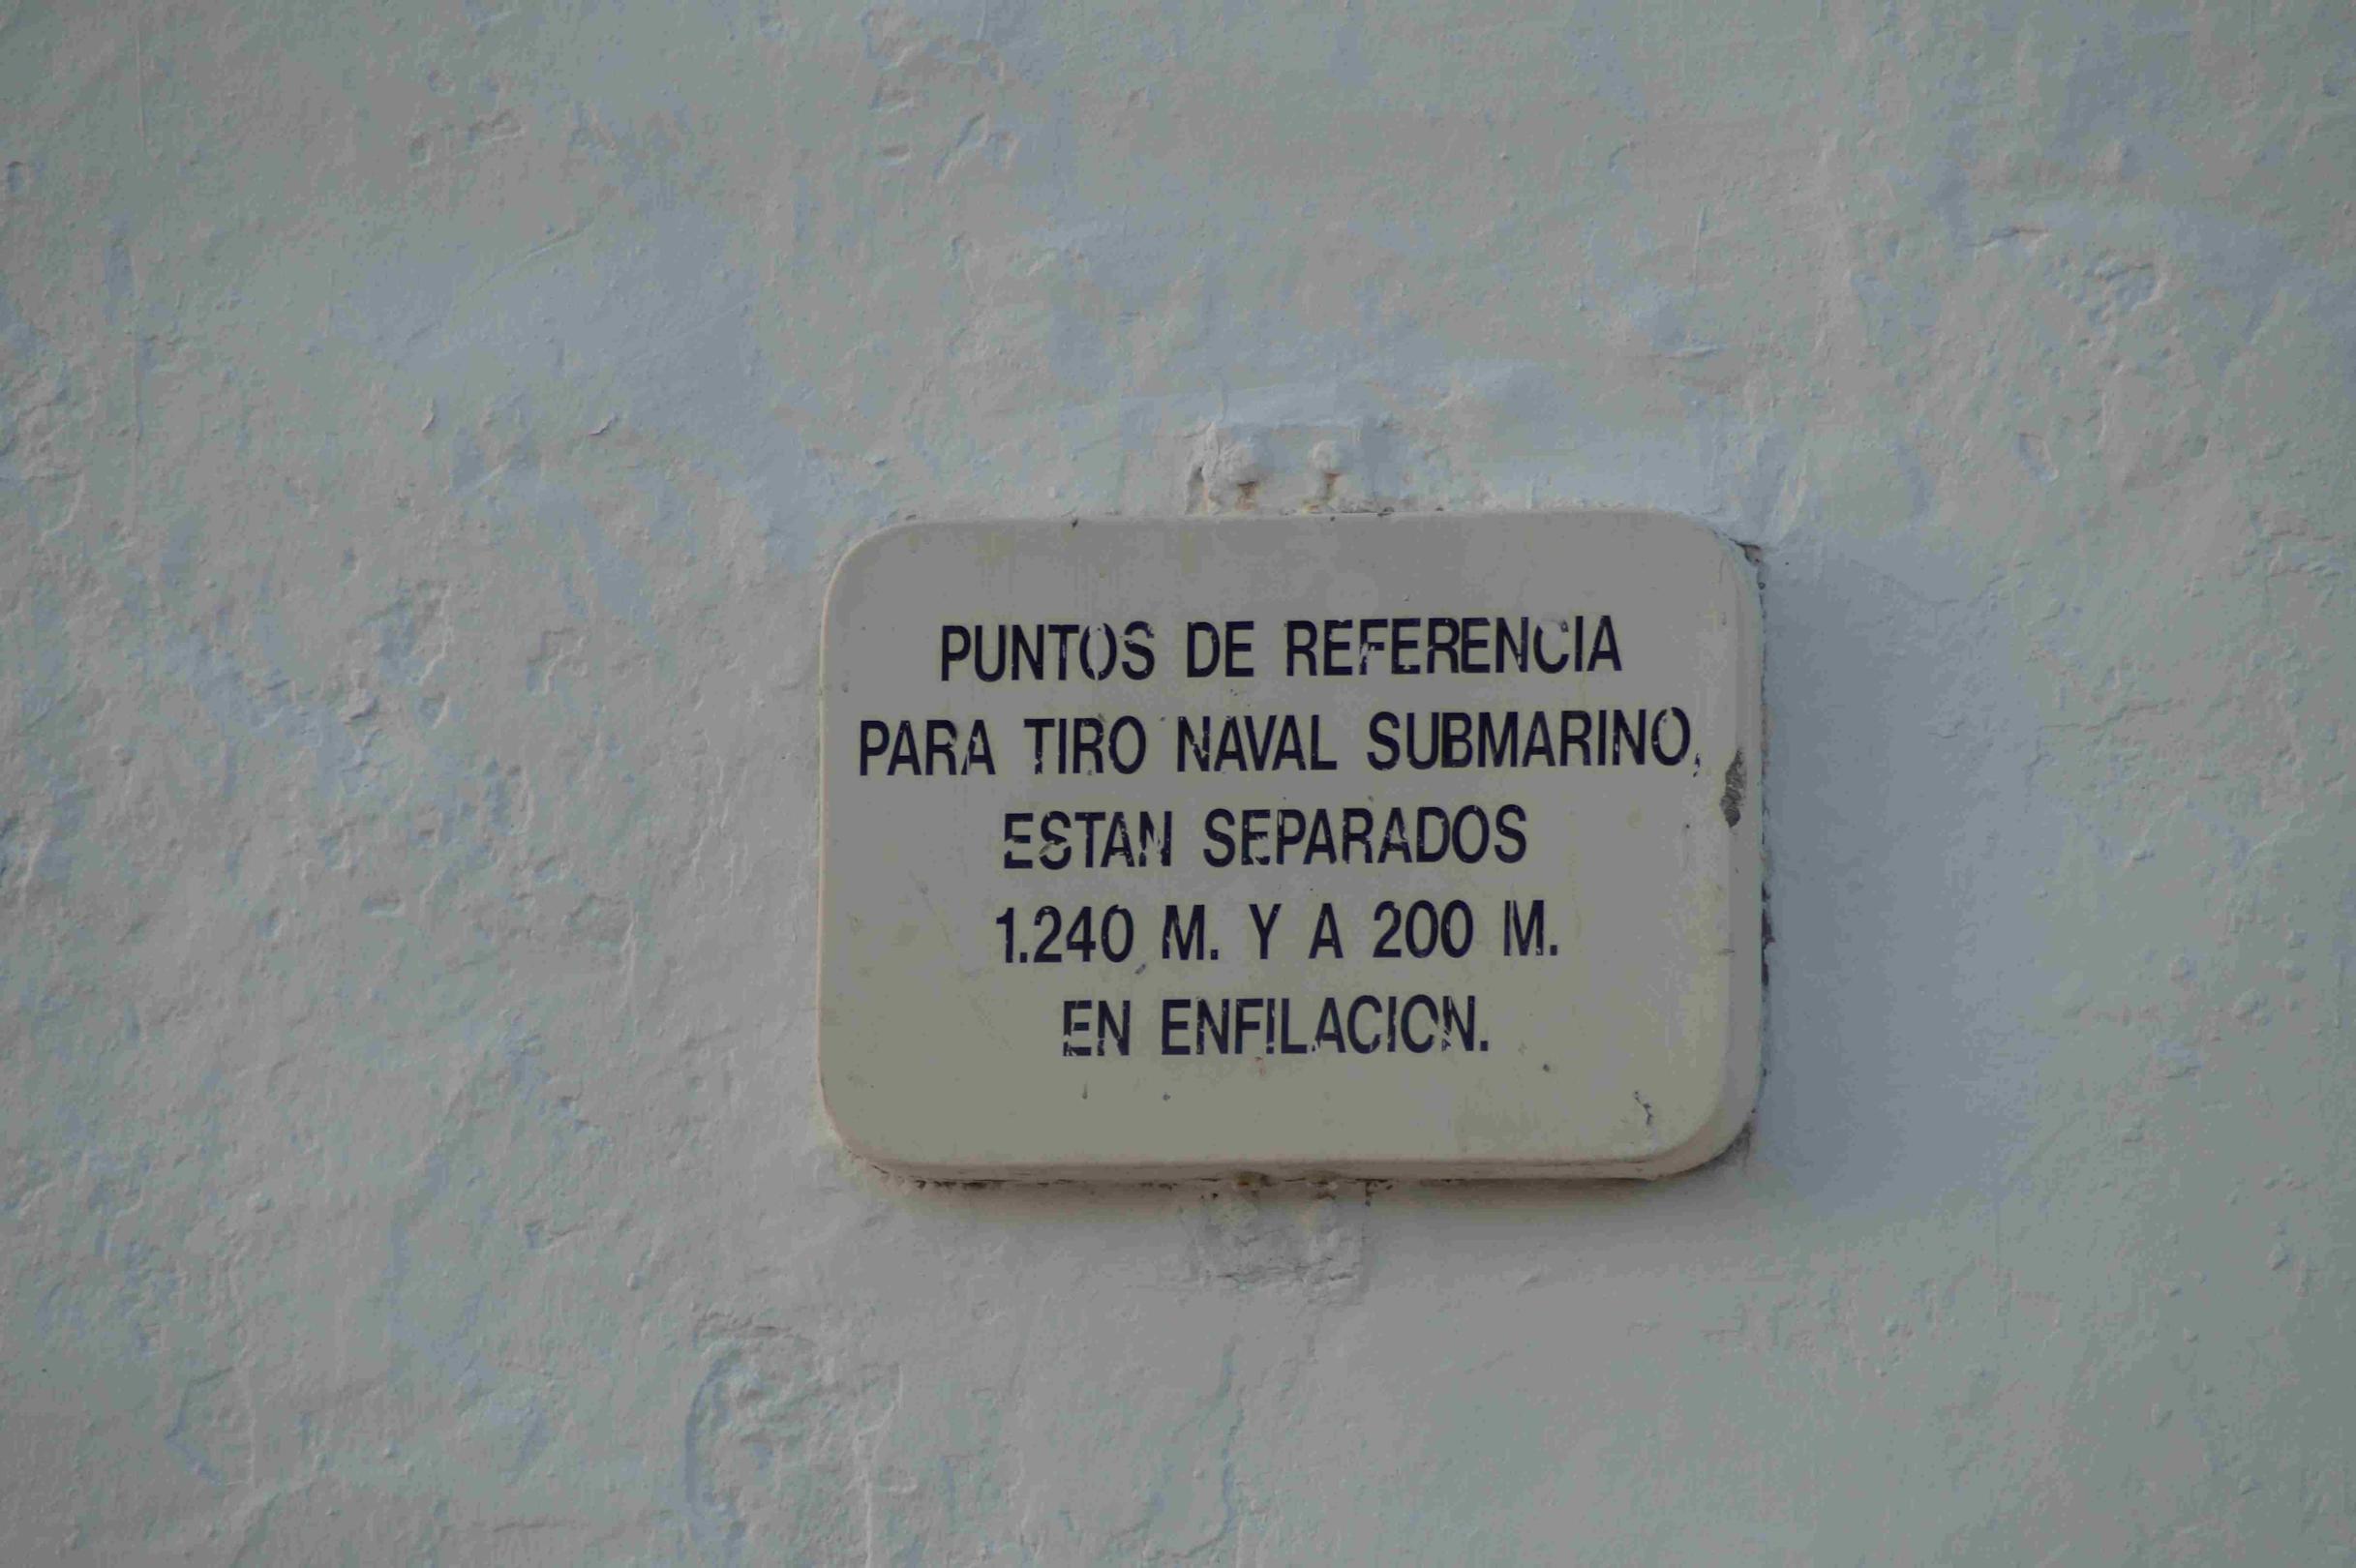 PUNTOS DE REFERENCIA
PARA TIRO NAVAL SUBMARINO,
ESTAN SEPARADOS
1.240 M. Y A 200 M.
EN ENFILACION.